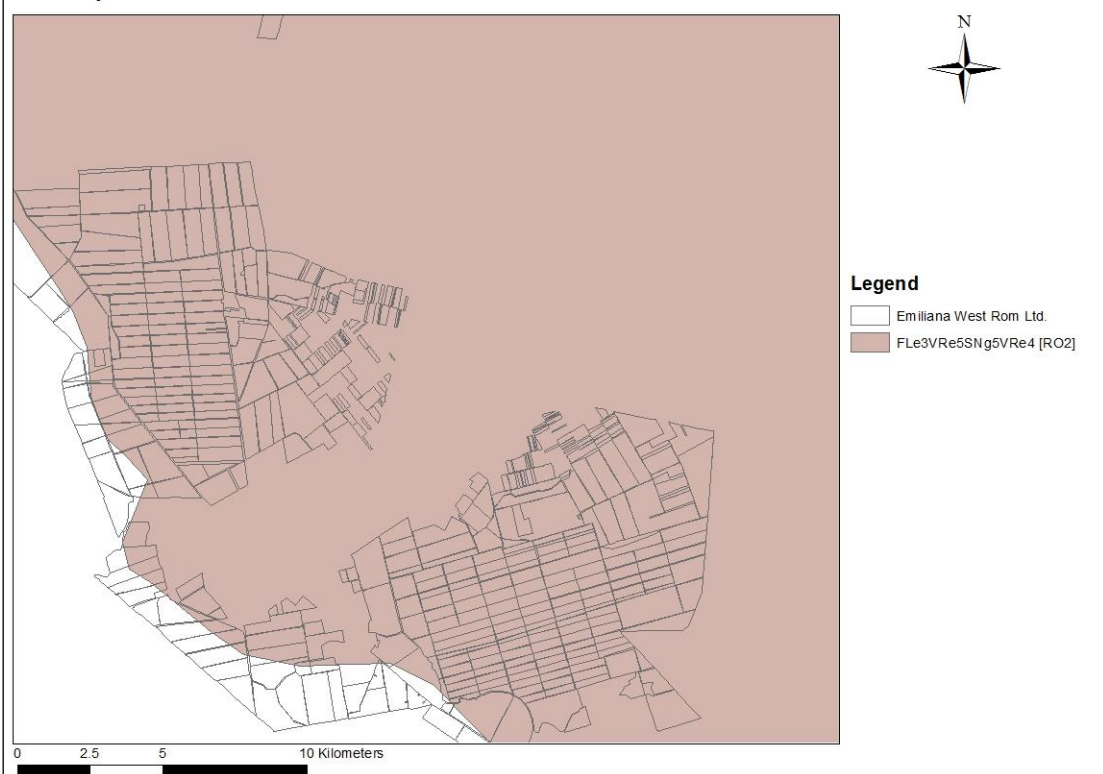 N
Legend
Emiliana West Rom Ltd.
FLe3VRe5SNg5VRe4 [RO2]
0 2.5 5 10 Kilometers